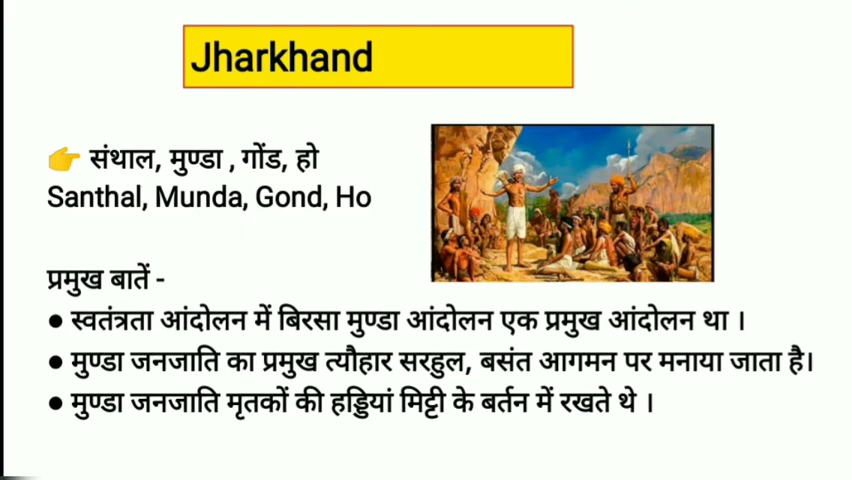 Jharkhand
👉 संथाल, मुण्डा , गोंड, हो
Santhal, Munda, Gond, Ho
प्रमुख बातें -
● स्वतंत्रता आंदोलन में बिरसा मुण्डा आंदोलन एक प्रमुख आंदोलन था ।
● मुण्डा जनजाति का प्रमुख त्यौहार सरहुल, बसंत आगमन पर मनाया जाता है।
● मुण्डा जनजाति मृतकों की हड्डियां मिट्टी के बर्तन में रखते थे ।